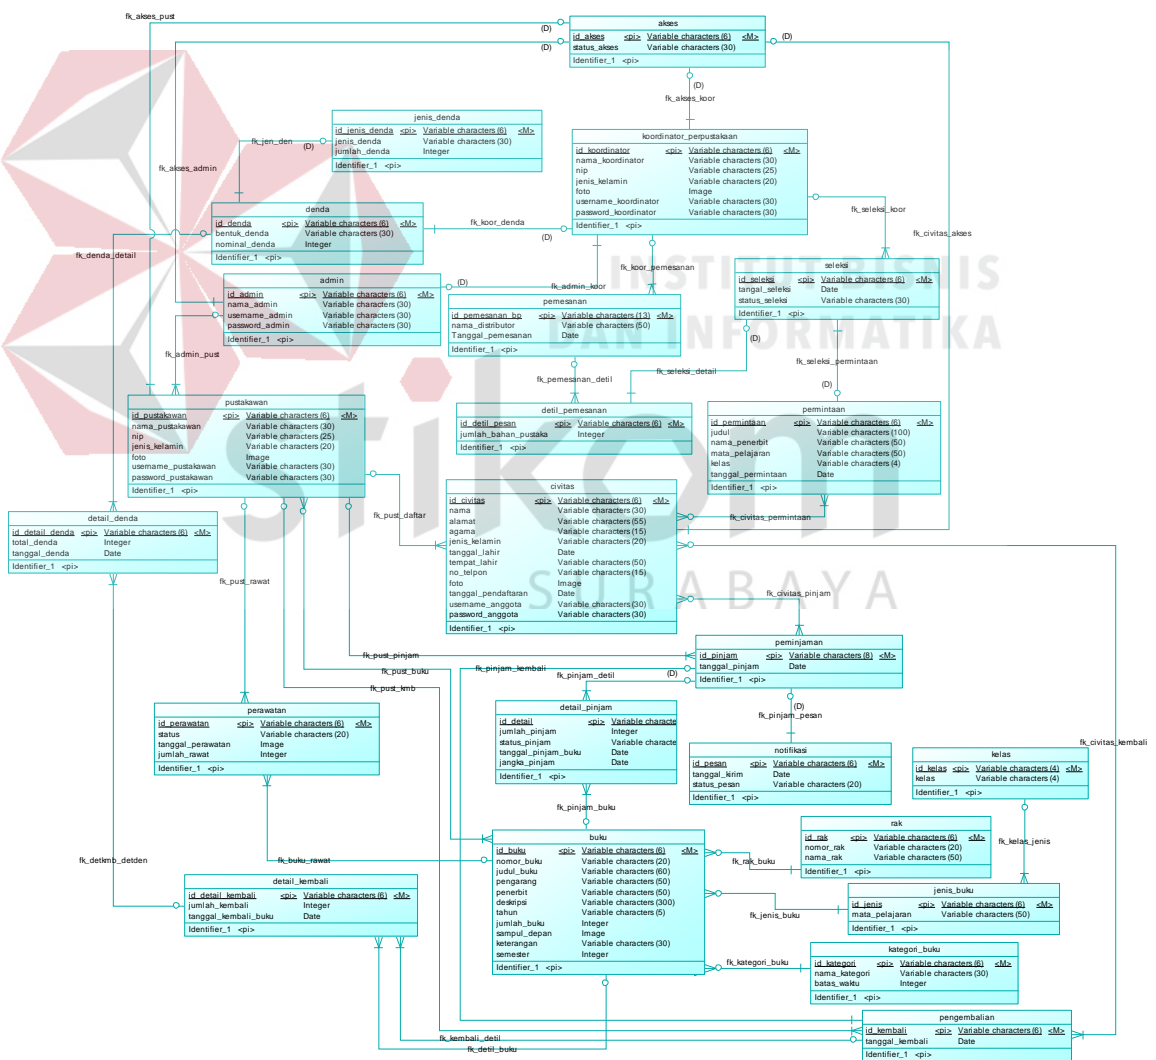 akses
id_akses <pi> Variable characters (6) <M>
status_akses Variable characters (30)
Identifier_1 <pi>
fk_akses_pust
(D)
(D)
(D)
(D)
fk_akses_koor
jenis_denda
id_jenis_denda <pi> Variable characters (6) <M>
jenis_denda Variable characters (30)
jumlah_denda Integer
Identifier_1 <pi>
fk_jen_den
(D)
fk_akses_admin
koordinator_perpustakaan
id_koordinator <pi> Variable characters (6) <M>
nama_koordinator Variable characters (30)
nip Variable characters (25)
jenis_kelamin Variable characters (20)
foto Image
username_koordinator Variable characters (30)
password_koordinator Variable characters (30)
Identifier_1 <pi>
denda
id_denda <pi> Variable characters (6) <M>
bentuk_denda Variable characters (30)
nominal_denda Integer
Identifier_1 <pi>
fk_koor_denda
(D)
fk_seleksi_koor
fk_civitas_akses
fk_denda_detail
fk_koor_pemesanan
INSTITUT BISNIS
DAN INFORMATIKA
stikom
SURABAYA
admin
id_admin <pi> Variable characters (6) <M>
nama_admin Variable characters (30)
username_admin Variable characters (30)
password_admin Variable characters (30)
Identifier_1 <pi>
(D)
fk_admin_koor
seleksi
id_seleksi <pi> Variable characters (6) <M>
tangal_seleksi Date
status_seleksi Variable characters (30)
Identifier_1 <pi>
pemesanan
id_pemesanan_bp <pi> Variable characters (13) <M>
nama_distributor Variable characters (50)
Tanggal_pemesanan Date
Identifier_1 <pi>
(D)
fk_admin_pust
fk_seleksi_permintaan
(D)
fk_pemesanan_detil
fk_seleksi_detail
pustakawan
id_pustakawan <pi> Variable characters (6) <M>
nama_pustakawan Variable characters (30)
nip Variable characters (25)
jenis_kelamin Variable characters (20)
foto Image
username_pustakawan Variable characters (30)
password_pustakawan Variable characters (30)
Identifier_1 <pi>
detil_pemesanan
id_detil_pesan <pi> Variable characters (6) <M>
jumlah_bahan_pustaka Integer
Identifier_1 <pi>
permintaan
id_permintaan <pi> Variable characters (6) <M>
judul Variable characters (100)
nama_penerbit Variable characters (50)
mata_pelajaran Variable characters (50)
kelas Variable characters (4)
tanggal_permintaan Date
Identifier_1 <pi>
civitas
id_civitas <pi> Variable characters (6) <M>
nama Variable characters (30)
alamat Variable characters (55)
agama Variable characters (15)
jenis_kelamin Variable characters (20)
tanggal_lahir Date
tempat_lahir Variable characters (50)
no_telpon Variable characters (15)
foto Image
tanggal_pendaftaran Date
username_anggota Variable characters (30)
password_anggota Variable characters (30)
Identifier_1 <pi>
fk_pust_daftar
fk_civitas_permintaan
detail_denda
id_detail_denda <pi> Variable characters (6) <M>
total_denda Integer
tanggal_denda Date
Identifier_1 <pi>
fk_pust_rawat
fk_civitas_pinjam
peminjaman
id_pinjam <pi> Variable characters (8) <M>
tanggal_pinjam Date
Identifier_1 <pi>
fk_pust_pinjam
fk_pust_buku
fk_pinjam_kembali
fk_pinjam_detil
(D)
fk_pust_kmb
(D)
fk_pinjam_pesan
perawatan
id_perawatan <pi> Variable characters (6) <M>
status Variable characters (20)
tanggal_perawatan Image
jumlah_rawat Integer
Identifier_1 <pi>
detail_pinjam
id_detail <pi> Variable characte
jumlah_pinjam Integer
status_pinjam Variable characte
tanggal_pinjam_buku Date
jangka_pinjam Date
Identifier_1 <pi>
notifikasi
id_pesan <pi> Variable characters (6) <M>
tanggal_kirim Date
status_pesan Variable characters (20)
Identifier_1 <pi>
fk_civitas_kembali
kelas
id_kelas <pi> Variable characters (4) <M>
kelas Variable characters (4)
Identifier_1 <pi>
fk_pinjam_buku
rak
id_rak <pi> Variable characters (6) <M>
nomor_rak Variable characters (20)
nama_rak Variable characters (50)
Identifier_1 <pi>
fk_kelas_jenis
buku
id_buku <pi> Variable characters (6) <M>
nomor_buku Variable characters (20)
judul_buku Variable characters (60)
pengarang Variable characters (50)
penerbit Variable characters (50)
deskripsi Variable characters (300)
tahun Variable characters (5)
jumlah_buku Integer
sampul_depan Image
keterangan Variable characters (30)
semester Integer
Identifier_1 <pi>
fk_detkmb_detden
fk_buku_rawat
fk_rak_buku
detail_kembali
id_detail_kembali <pi> Variable characters (6) <M>
jumlah_kembali Integer
tanggal_kembali_buku Date
Identifier_1 <pi>
jenis_buku
id_jenis <pi> Variable characters (6) <M>
mata_pelajaran Variable characters (50)
Identifier_1 <pi>
fk_jenis_buku
kategori_buku
id_kategori <pi> Variable characters (6) <M>
nama_kategori Variable characters (30)
batas_waktu Integer
Identifier_1 <pi>
fk_kategori_buku
pengembalian
id_kembali <pi> Variable characters (6) <M>
tanggal_kembali Date
Identifier_1 <pi>
fk_kembali_detil
fk_detil_buku